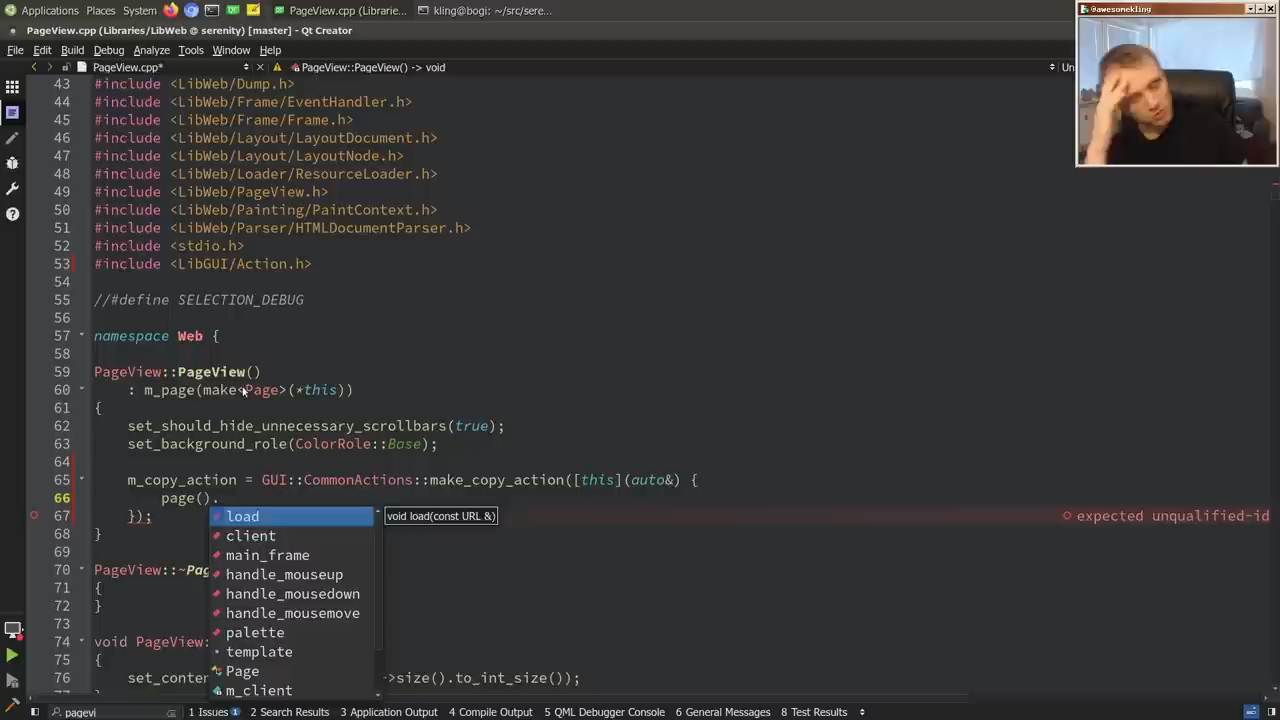 Applications Places System PageView.cpp (Librarie... kling@bogi: ~/src/sere...
@awesomekling
PageView.cpp (Libraries/LibWeb @ serenity) [master] - Qt Creator
File Edit Build Debug Analyze Tools Window Help
PageView.cpp* PageView::PageView() -> void Un
43 #include <LibWeb/Dump.h>
44 #include <LibWeb/Frame/EventHandler.h>
45 #include <LibWeb/Frame/Frame.h>
46 #include <LibWeb/Layout/LayoutDocument.h>
47 #include <LibWeb/Layout/LayoutNode.h>
48 #include <LibWeb/Loader/ResourceLoader.h>
49 #include <LibWeb/PageView.h>
50 #include <LibWeb/Painting/PaintContext.h>
51 #include <LibWeb/Parser/HTMLDocumentParser.h>
52 #include <stdio.h>
53 #include <LibGUI/Action.h>
54
55 //#define SELECTION_DEBUG
56
57 namespace Web {
58
59 PageView::PageView()
60 : m_page(make<Page>(*this))
61 {
62 set_should_hide_unnecessary_scrollbars(true);
63 set_background_role(ColorRole::Base);
64
65 m_copy_action = GUI::CommonActions::make_copy_action([this](auto&) {
66 page().
67 }); expected unqualified-id
load void load(const URL &)
68 }
client
69
main_frame
70 PageView::~Pag
handle_mouseup
71 {
handle_mousedown
72 }
handle_mousemove
73
palette
74 void PageView:
template
75 {
Page
76 set_conten ->size().to_int_size());
m_client
77
pagevi 1 Issues 1 2 Search Results 3 Application Output 4 Compile Output 5 QML Debugger Console 6 General Messages 8 Test Results